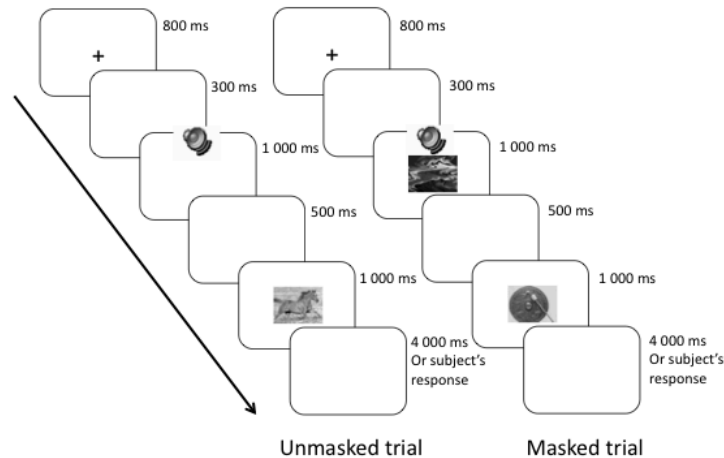 800 ms
300 ms
1 000 ms
500 ms
1 000 ms
4 000 ms
Or subject's
response
Unmasked trial
800 ms
300 ms
1 000 ms
500 ms
1 000 ms
4 000 ms
Or subject's
response
Masked trial